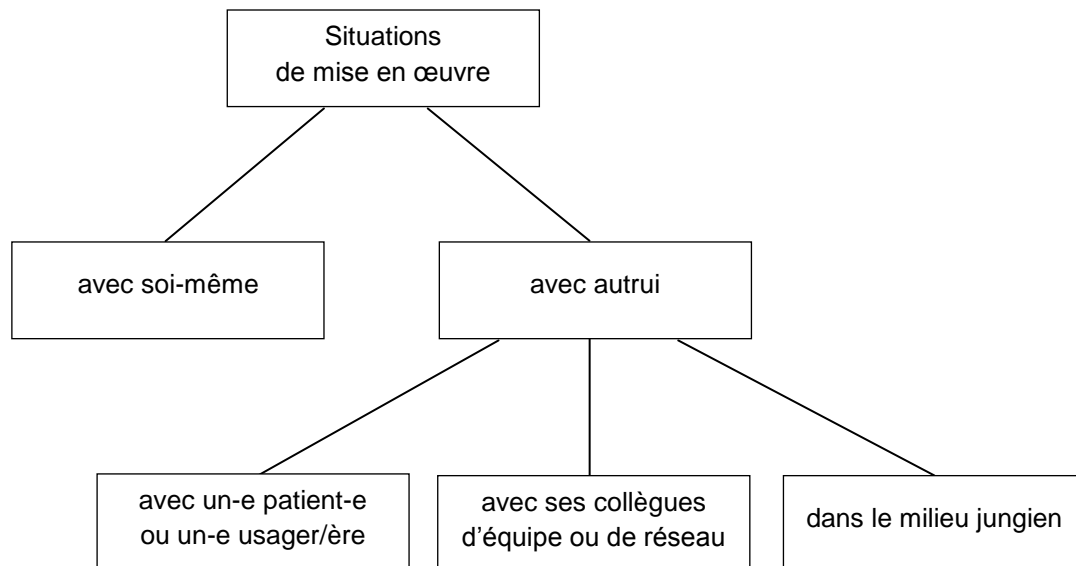 Situations
de mise en œuvre
avec soi-même
avec autrui
avec un-e patient-e
ou un-e usager/ère
avec ses collègues
d'équipe ou de réseau
dans le milieu jungien